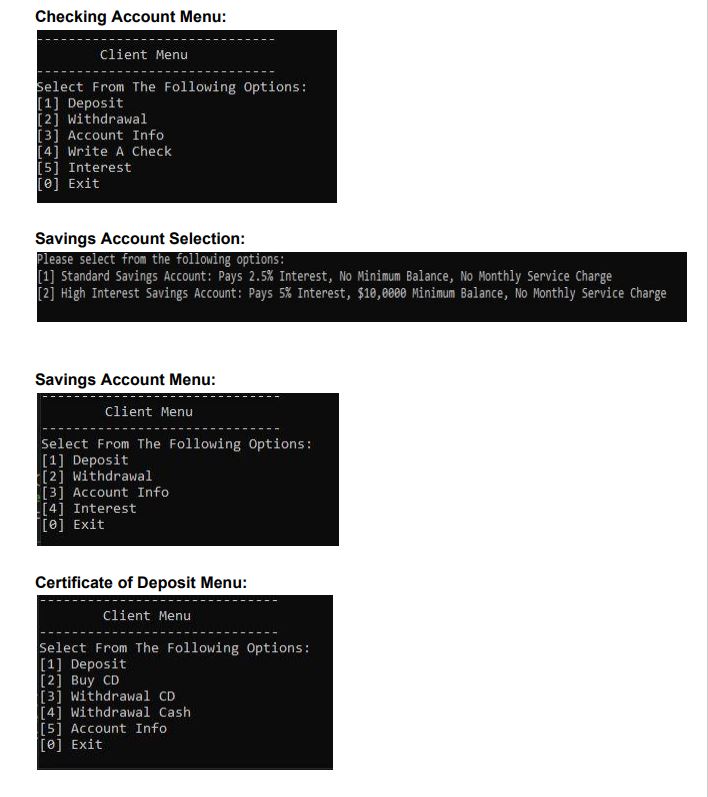 Checking Account Menu:
------------------------------
Client Menu
------------------------------
Select From The Following Options:
[1] Deposit
[2] Withdrawal
[3] Account Info
[4] Write A Check
[5] Interest
[0] Exit
Savings Account Selection:
Please select from the following options:
[1] Standard Savings Account: Pays 2.5% Interest, No Minimum Balance, No Monthly Service Charge
[2] High Interest Savings Account: Pays 5% Interest, $10,0000 Minimum Balance, No Monthly Service Charge
Savings Account Menu:
------------------------------
Client Menu
------------------------------
Select From The Following Options:
[1] Deposit
[2] Withdrawal
[3] Account Info
[4] Interest
[0] Exit
Certificate of Deposit Menu:
------------------------------
Client Menu
------------------------------
Select From The Following Options:
[1] Deposit
[2] Buy CD
[3] Withdrawal CD
[4] Withdrawal Cash
[5] Account Info
[0] Exit